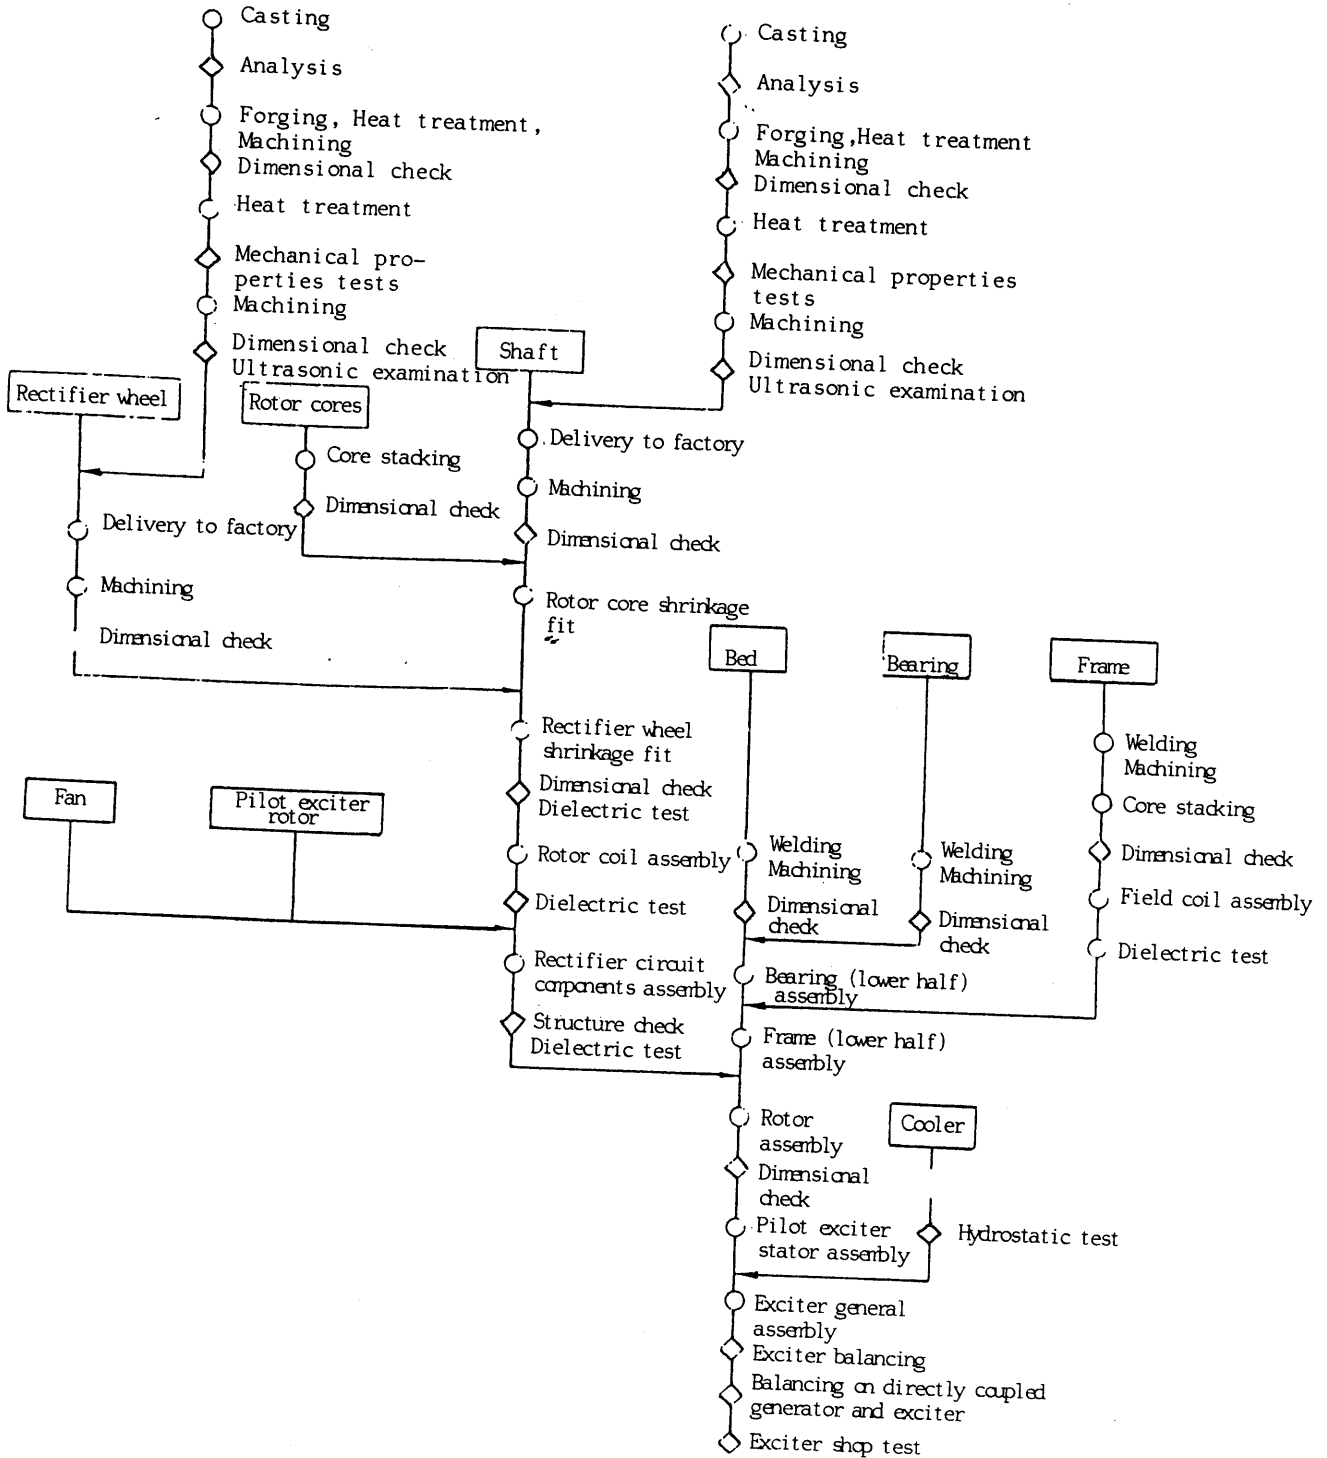 Casting
Analysis
Forging, Heat treatment,
Machining
Dimensional check
Heat treatment
Mechanical pro-
perties tests
Machining
Dimensional check
Ultrasonic examination
Casting
Analysis
Forging,Heat treatment
Machining
Dimensional check
Heat treatment
Mechanical properties
tests
Machining
Dimensional check
Ultrasonic examination
Rectifier wheel
Delivery to factory
Machining
Dimensional check
Rotor cores
Core stacking
Dimensional check
Shaft
Delivery to factory
Machining
Dimensional check
Rotor core shrinkage
fit
Rectifier wheel
shrinkage fit
Dimensional check
Dielectric test
Rotor coil assembly
Dielectric test
Fan
Pilot exciter
rotor
Rectifier circuit
components assembly
Structure check
Dielectric test
Bed
Welding
Machining
Dimensional
check
Bearing
Welding
Machining
Dimensional
check
Frame
Welding
Machining
Core stacking
Dimensional check
Field coil assembly
Dielectric test
Bearing (lower half)
assembly
Frame (lower half)
assembly
Rotor
assembly
Dimensional
check
Pilot exciter
stator assembly
Cooler
Hydrostatic test
Exciter general
assembly
Exciter balancing
Balancing on directly coupled
generator and exciter
Exciter shop test